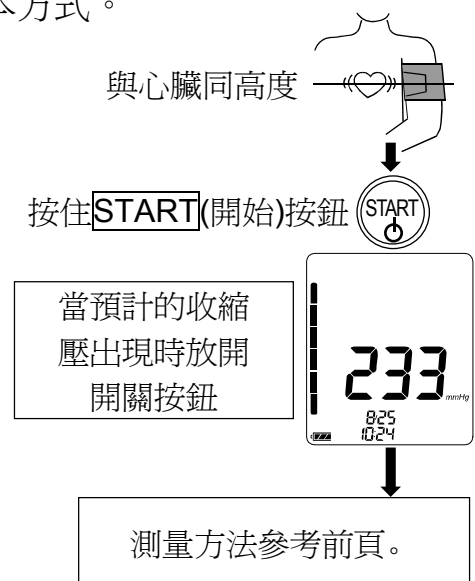 本方式。
與心臟同高度
按住START(開始)按鈕
START
當預計的收縮
壓出現時放開
開關按鈕
233 mmHg
8:25
10:24
測量方法參考前頁。